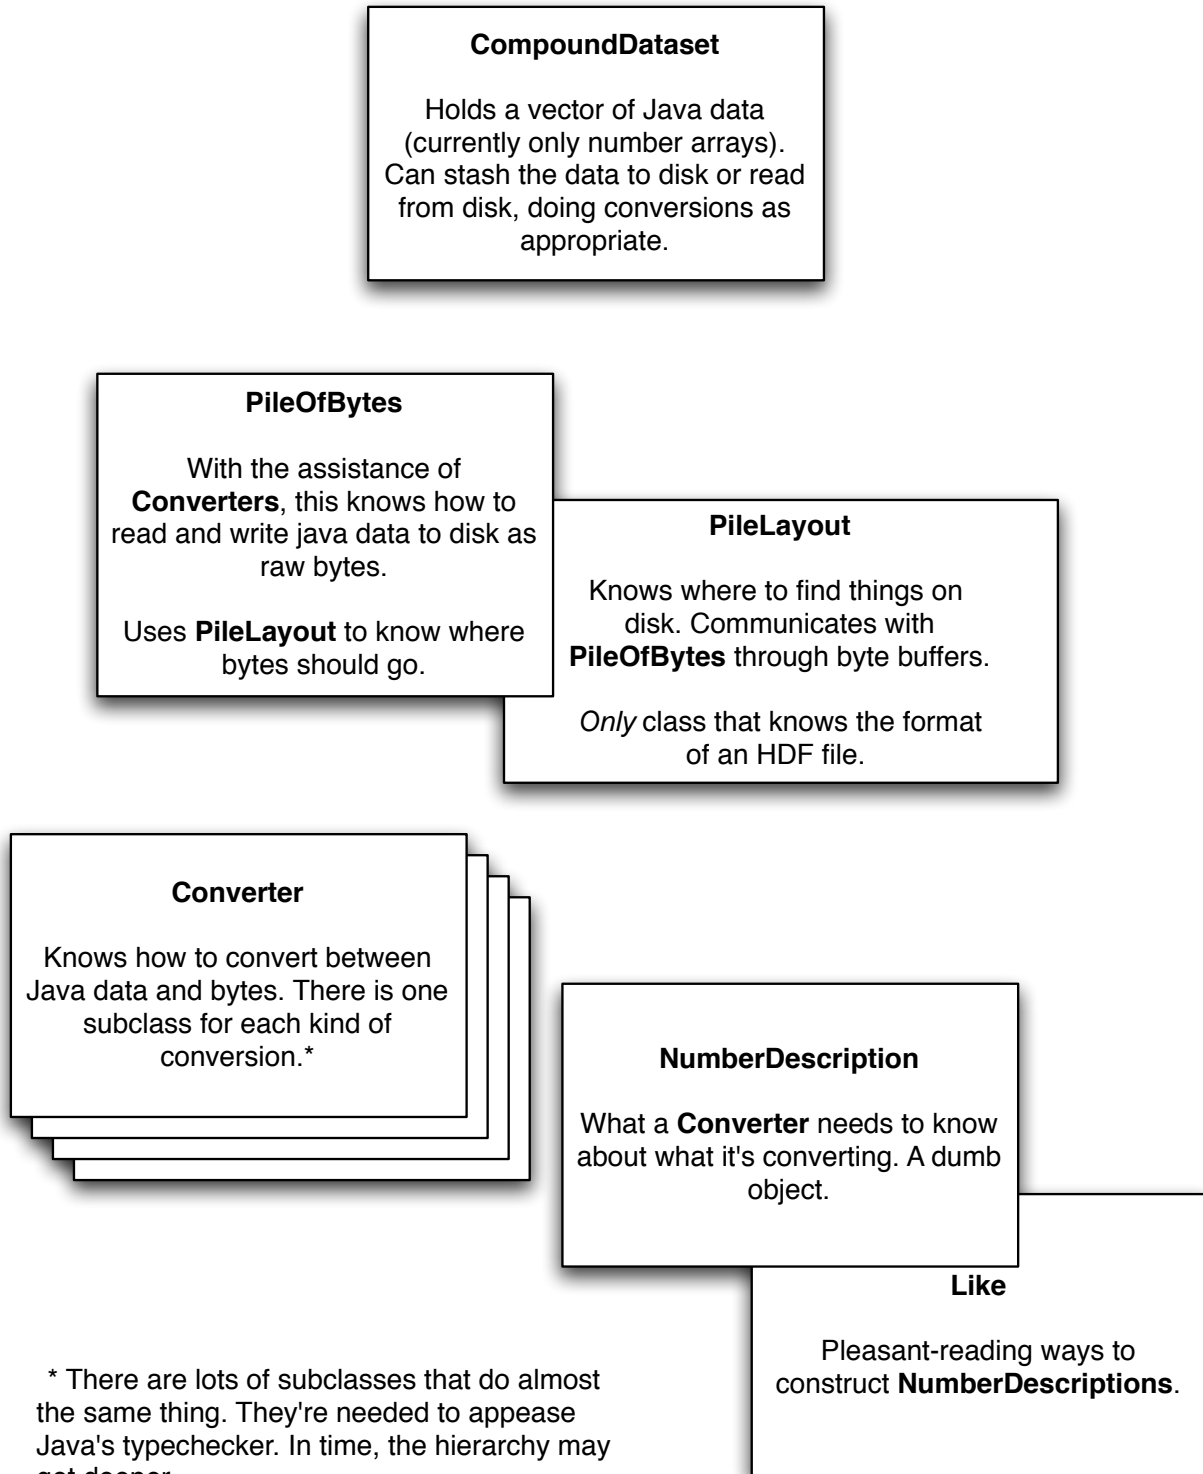 CompoundDataset
Holds a vector of Java data
(currently only number arrays).
Can stash the data to disk or read
from disk, doing conversions as
appropriate.
PileOfBytes
With the assistance of
Converters, this knows how to
read and write java data to disk as
raw bytes.
Uses PileLayout to know where
bytes should go.
PileLayout
Knows where to find things on
disk. Communicates with
PileOfBytes through byte buffers.
Only class that knows the format
of an HDF file.
Converter
Knows how to convert between
Java data and bytes. There is one
subclass for each kind of
conversion.*
NumberDescription
What a Converter needs to know
about what it's converting. A dumb
object.
Like
Pleasant-reading ways to
construct NumberDescriptions.
* There are lots of subclasses that do almost
the same thing. They're needed to appease
Java's typechecker. In time, the hierarchy may
get deeper